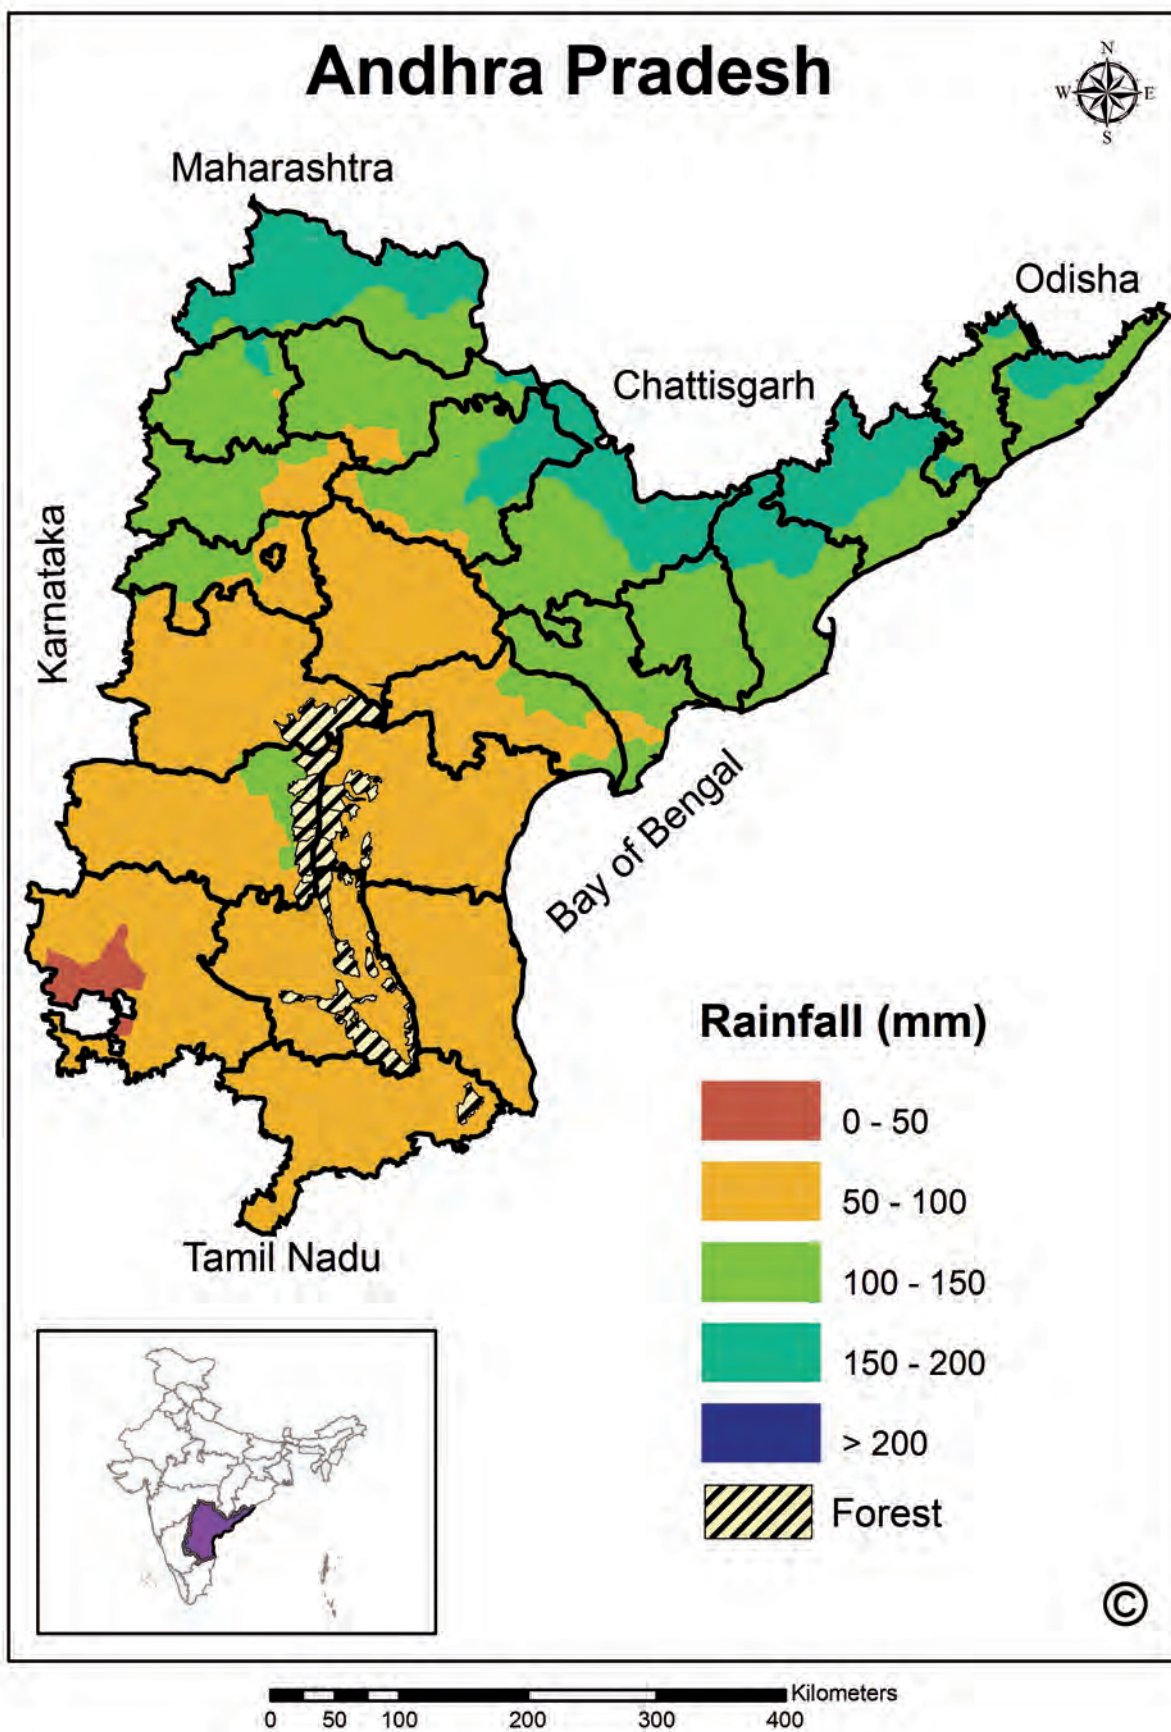 Andhra Pradesh
N
W E
S
Maharashtra
Odisha
Chattisgarh
Karnataka
Bay of Bengal
Tamil Nadu
Rainfall (mm)
0 - 50
50 - 100
100 - 150
150 - 200
> 200
Forest
©
Kilometers
0 50 100 200 300 400